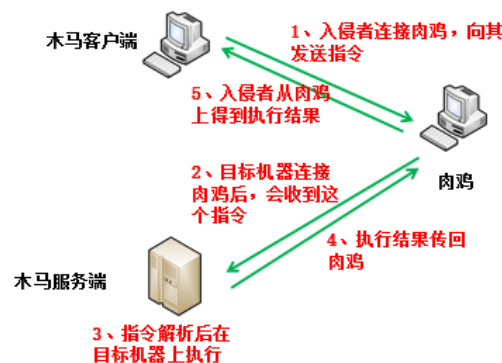 木马客户端
1、入侵者连接肉鸡，向其
发送指令
5、入侵者从肉鸡
上得到执行结果
肉鸡
2、目标机器连接
肉鸡后，会收到这
个指令
4、执行结果传回
肉鸡
木马服务端
3、指令解析后在
目标机器上执行